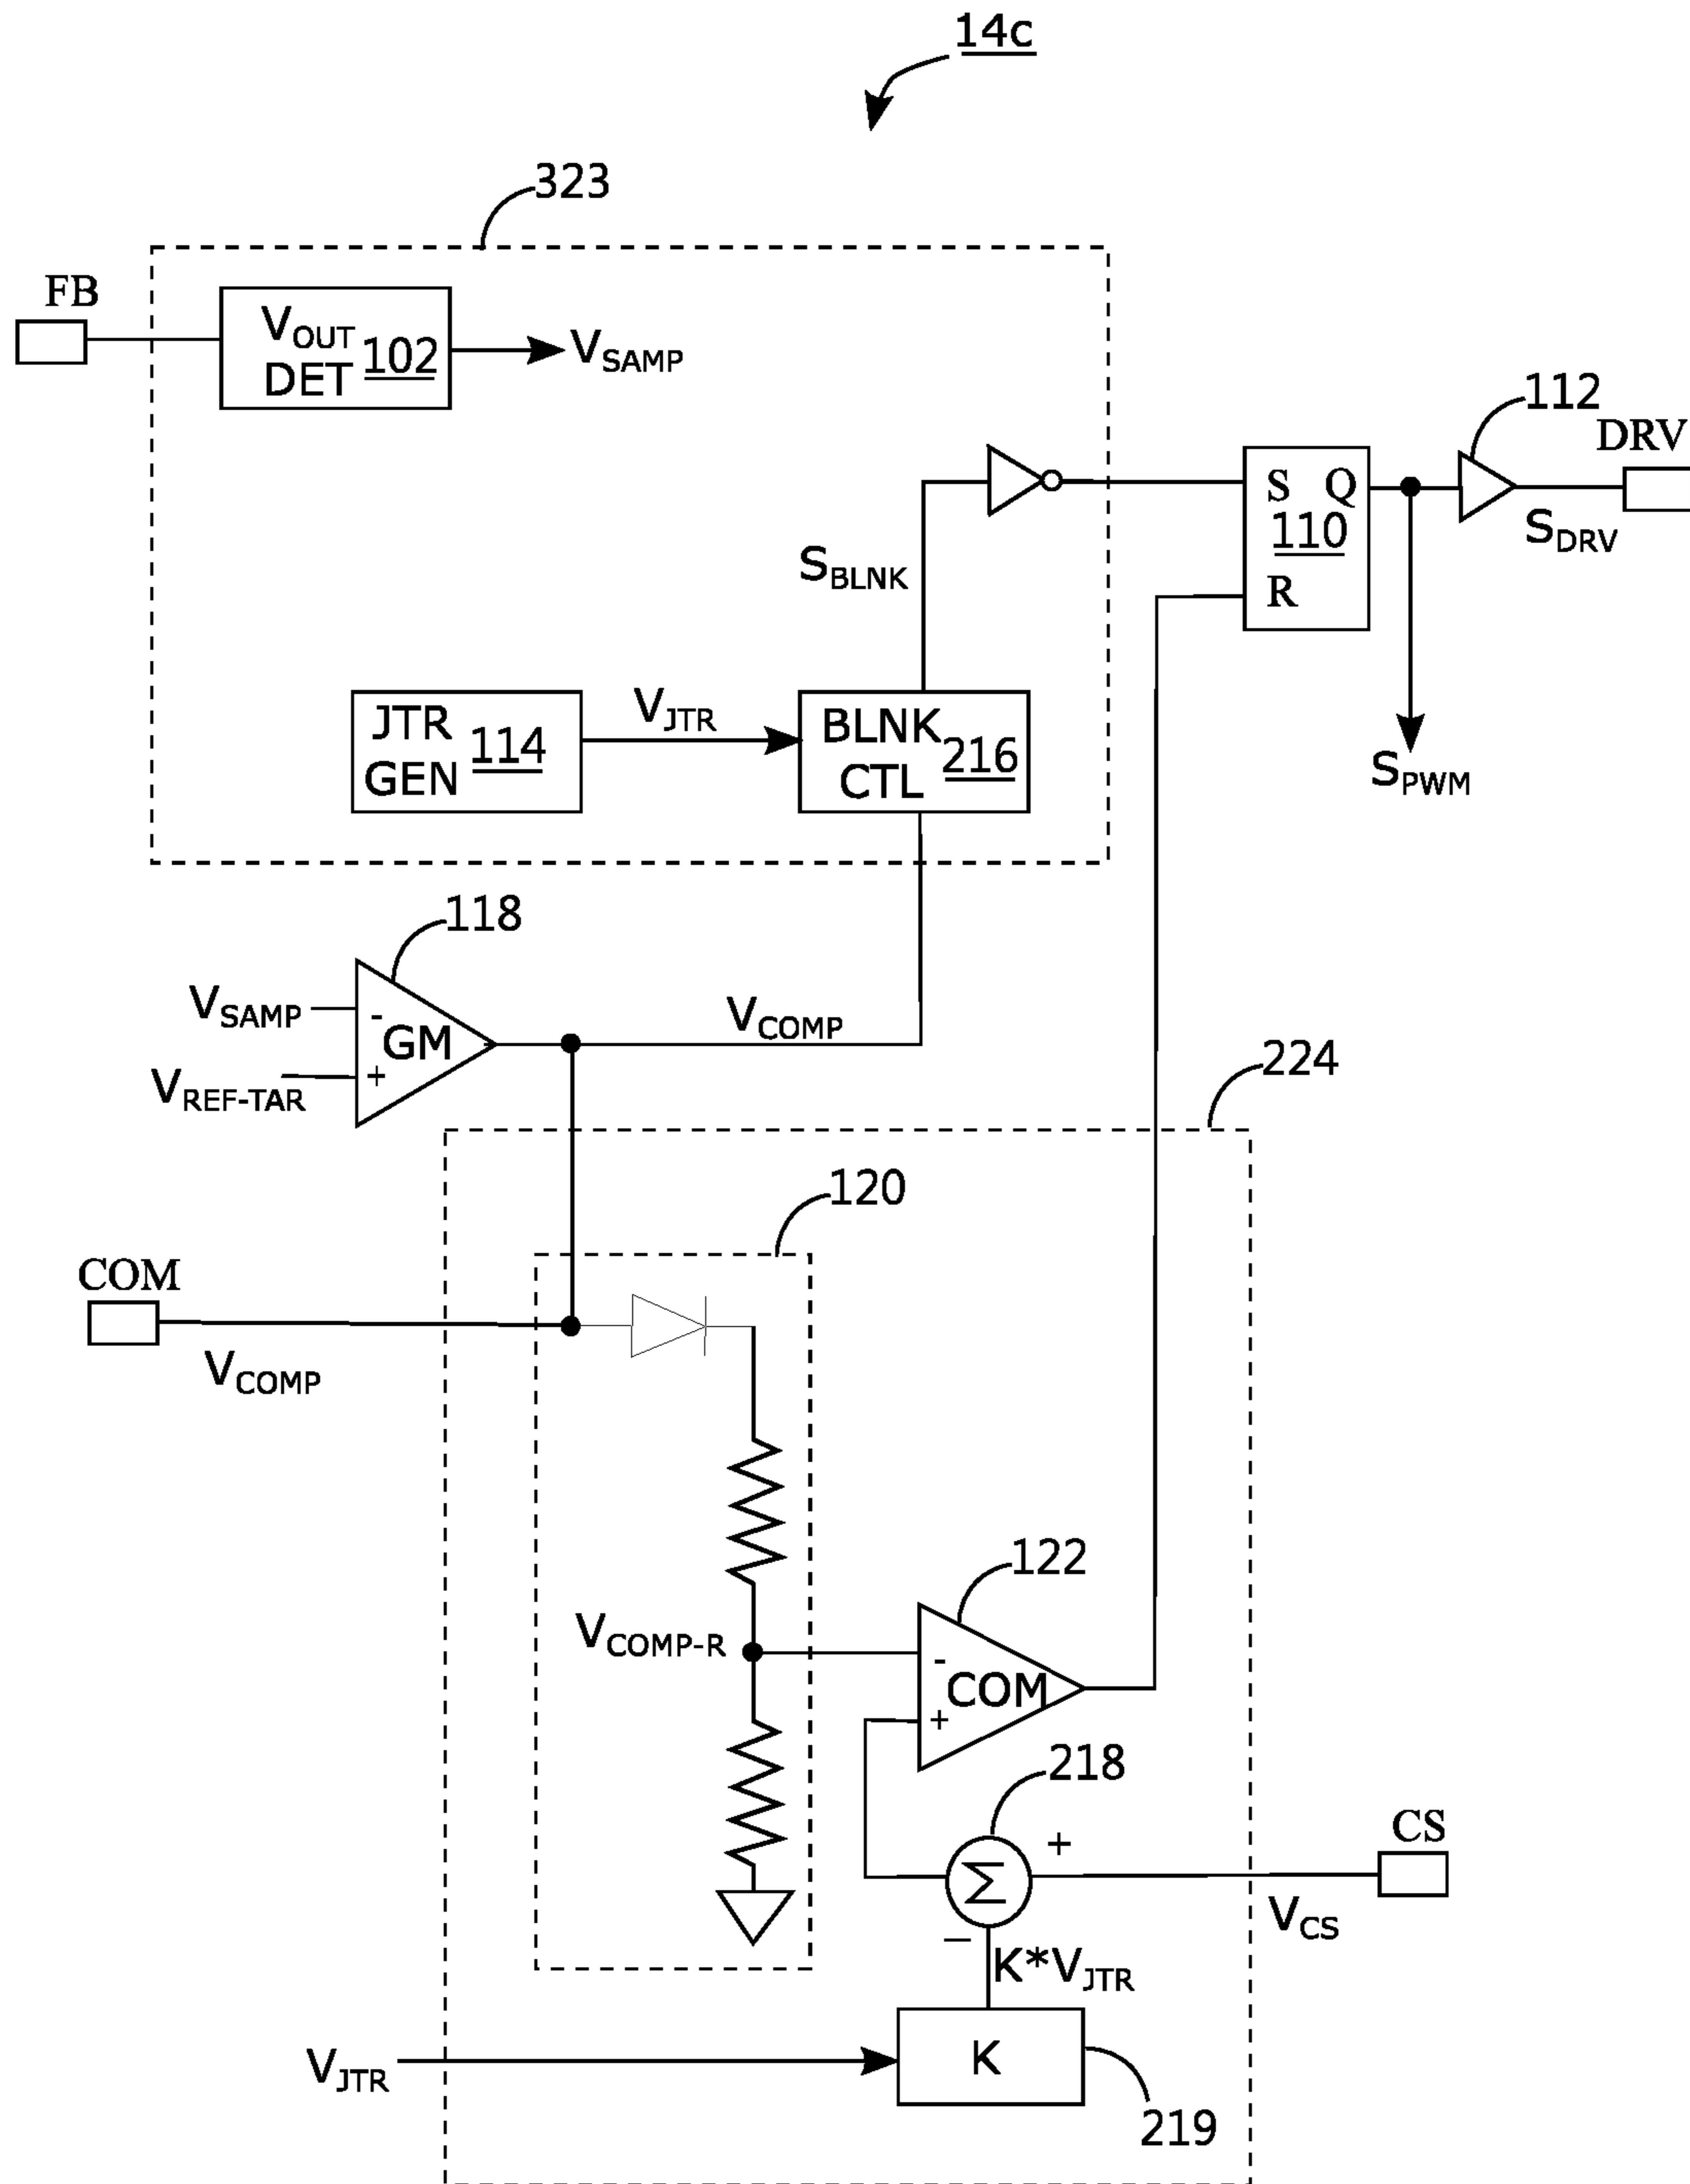 14c
323
FB
VOUT
DET 102
VSAMP
112
DRV
S Q
110
R
SDRV
SBLNK
SPWM
JTR
GEN 114
VJTR
BLNK
CTL 216
118
VSAMP
-
GM
VREF-TAR
+
VCOMP
224
120
COM
VCOMP
122
VCOMP-R
-
COM
+
218
+
CS
Σ
VCS
−
K*VJTR
VJTR
K
219